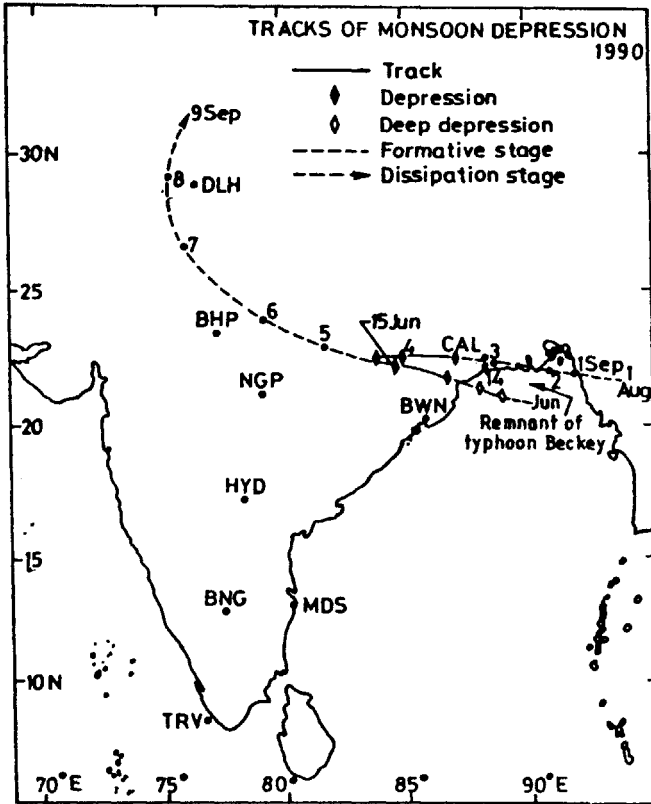 TRACKS OF MONSOON DEPRESSION
1990
Track
Depression
Deep depression
Formative stage
Dissipation stage
9Sep
30N
8
DLH
7
25
BHP
6
15Jun
5
4
CAL
3
1Sep
1
Aug
2
14
Jun
NGP
BWN
Remnant of
typhoon Beckey
20
HYD
15
BNG
MDS
10N
TRV
70°E
75°E
80°E
85°E
90°E